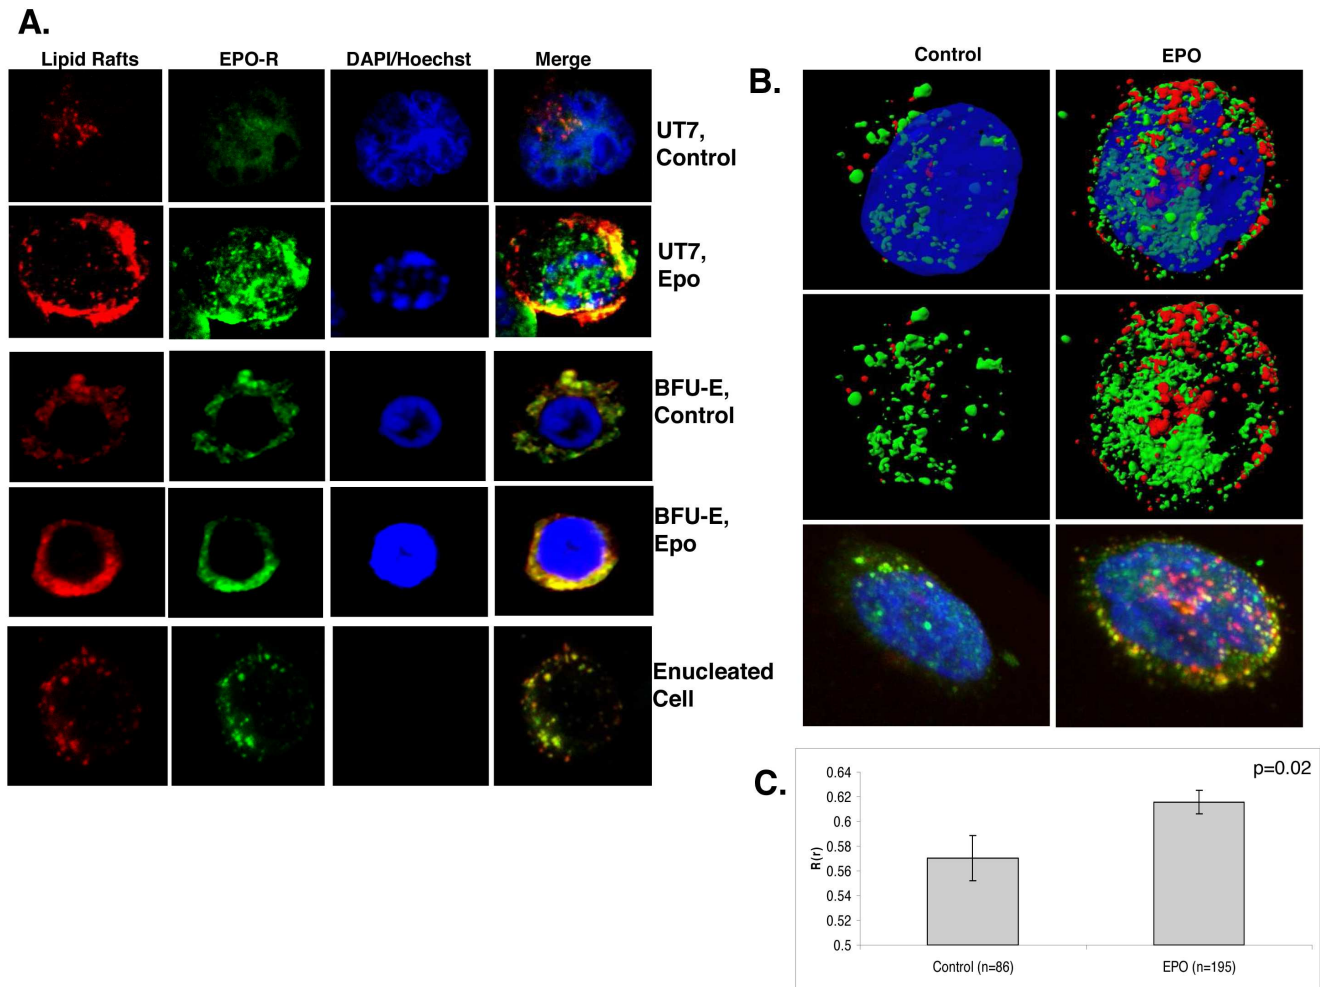 A.
Lipid Rafts EPO-R DAPI/Hoechst Merge
UT7,
Control
UT7,
Epo
BFU-E,
Control
BFU-E,
Epo
Enucleated
Cell
B.
Control EPO
C.
p=0.02
R(r)
0.64
0.62
0.6
0.58
0.56
0.54
0.52
0.5
Control (n=86) EPO (n=195)